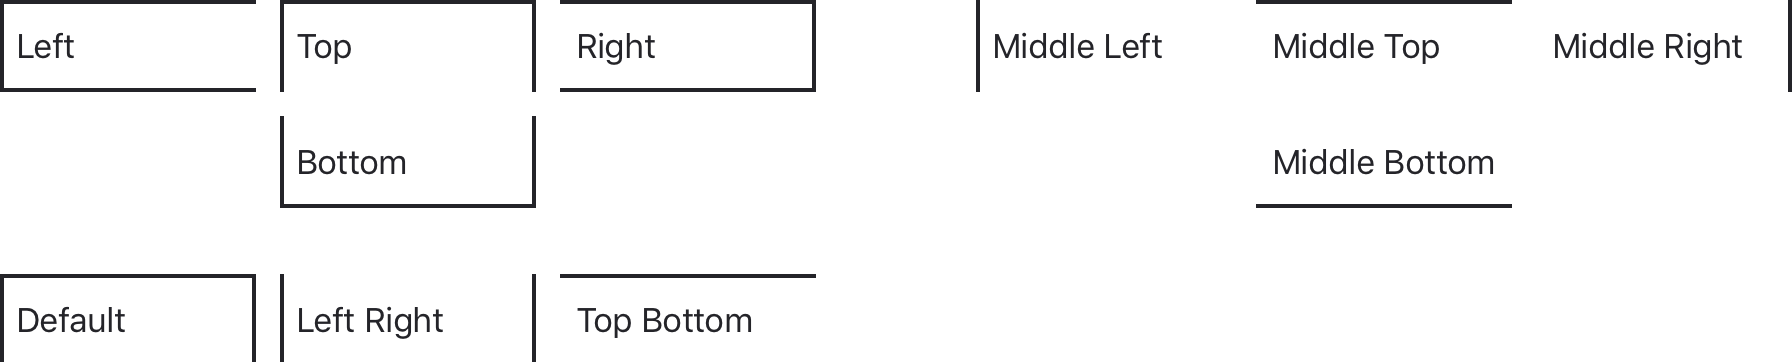 Left
Top
Right
Middle Left
Middle Top
Middle Right
Bottom
Middle Bottom
Default
Left Right
Top Bottom